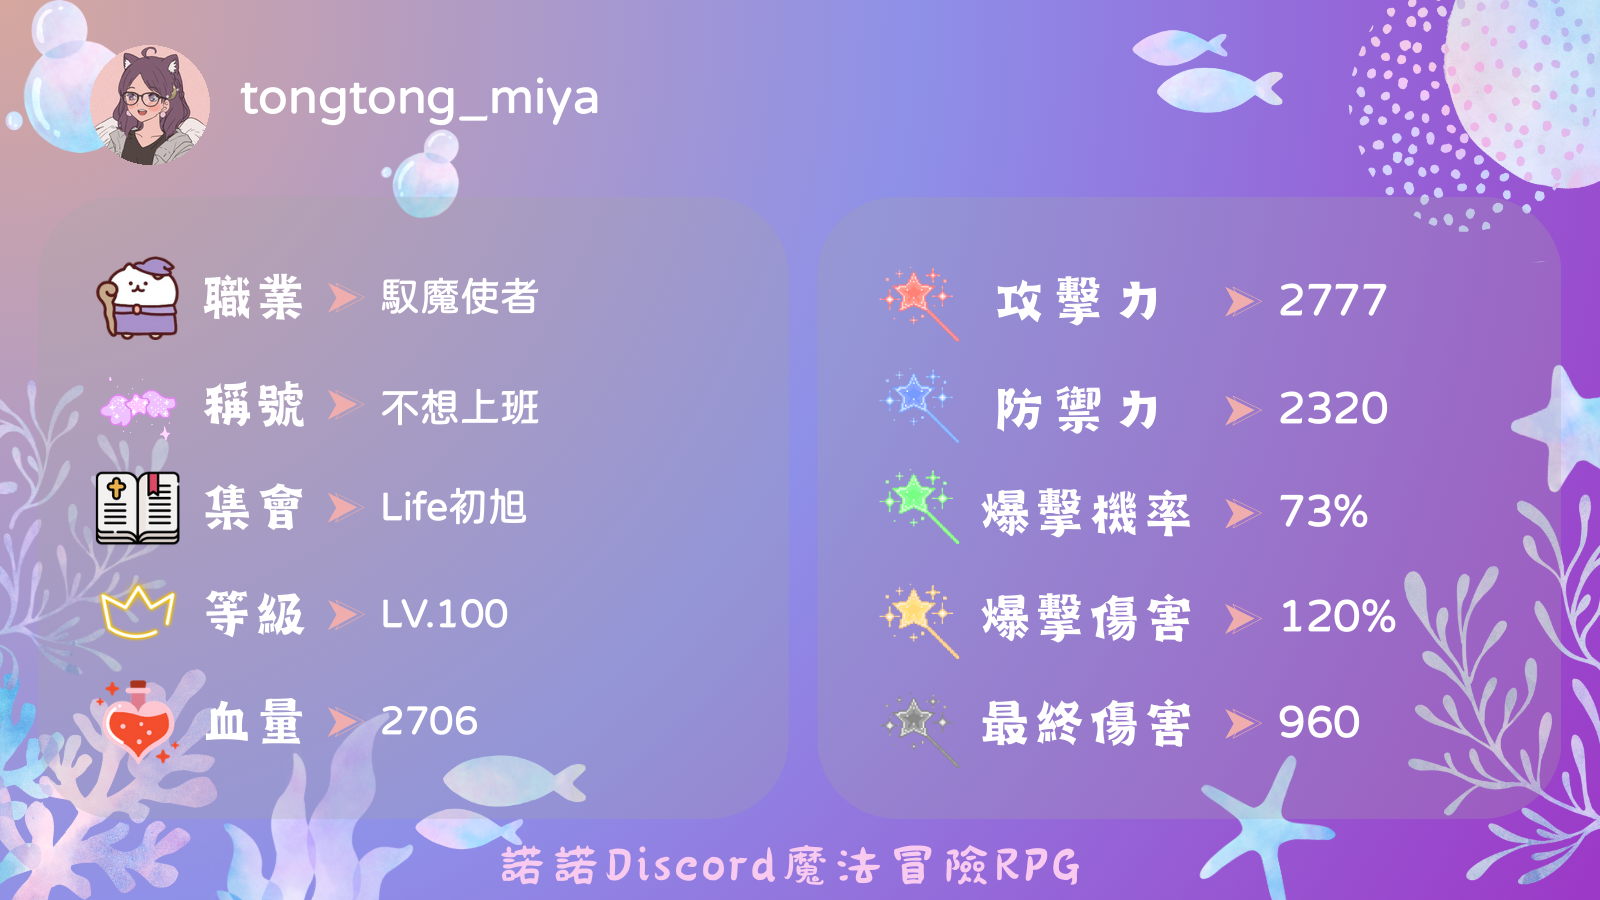 tongtong_miya
職業 馭魔使者
稱號 不想上班
集會 Life初旭
等級 LV.100
血量 2706
攻擊力 2777
防禦力 2320
爆擊機率 73%
爆擊傷害 120%
最終傷害 960
諾諾Discord魔法冒險RPG